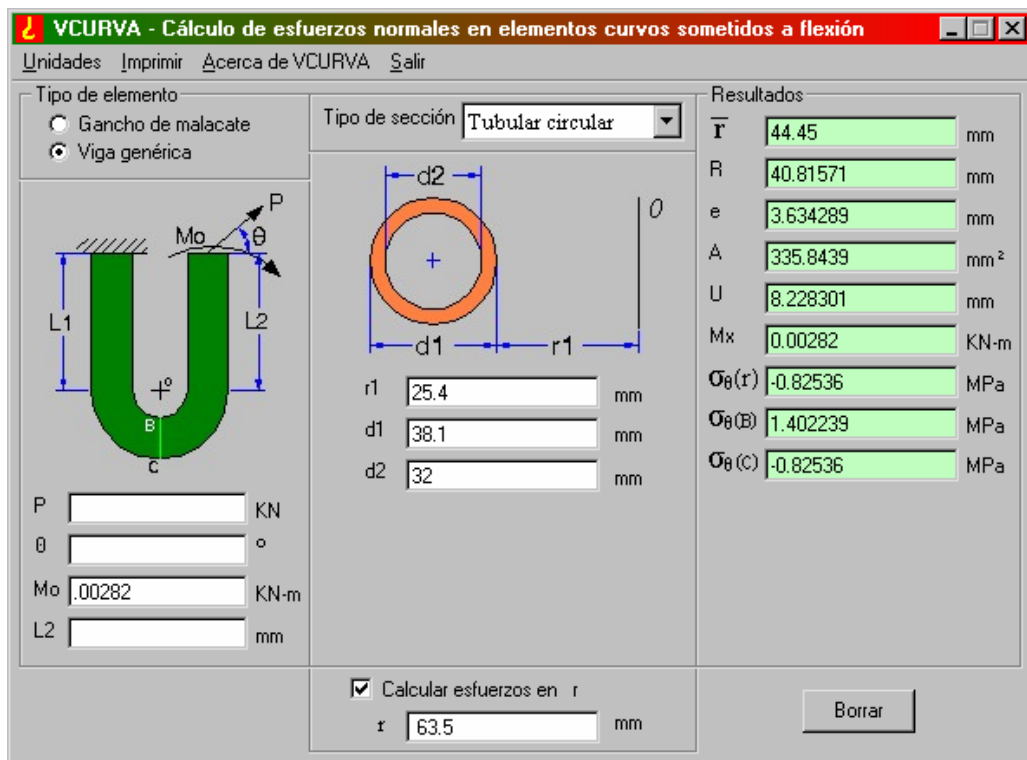 VCURVA - Cálculo de esfuerzos normales en elementos curvos sometidos a flexión
Unidades Imprimir Acerca de VCURVA Salir
Tipo de elemento
Gancho de malacate
Viga genérica
P
Mo θ
L1 L2
o
B
C
P KN
θ º
Mo .00282 KN-m
L2 mm
Tipo de sección Tubular circular
d2
O
d1 r1
r1 25.4 mm
d1 38.1 mm
d2 32 mm
Calcular esfuerzos en r
r 63.5 mm
Resultados
r̅ 44.45 mm
R 40.81571 mm
e 3.634289 mm
A 335.8439 mm²
U 8.228301 mm
Mx 0.00282 KN-m
σθ(r) -0.82536 MPa
σθ(B) 1.402239 MPa
σθ(C) -0.82536 MPa
Borrar